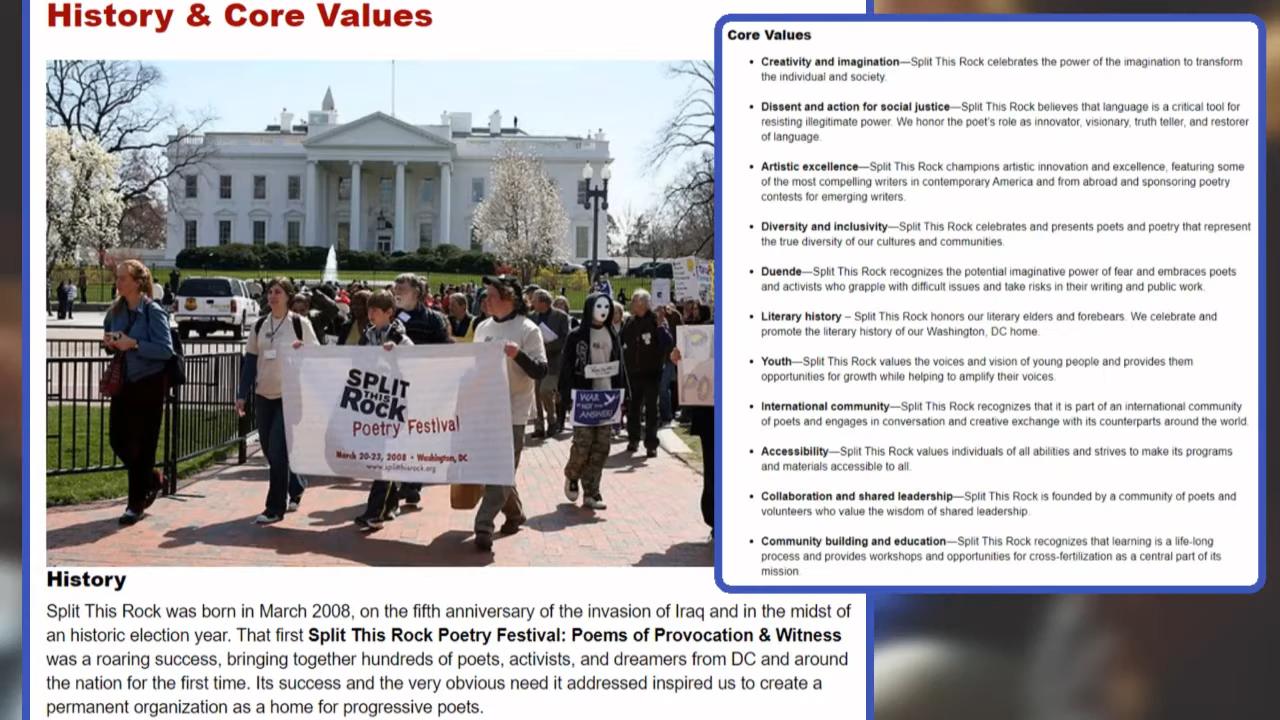 History & Core Values
SPLIT
THIS
ROCK
Poetry Festival
March 20-23, 2008 • Washington, DC
www.splitthisrock.org
WAR
IS NOT THE
ANSWER!
History
Split This Rock was born in March 2008, on the fifth anniversary of the invasion of Iraq and in the midst of
an historic election year. That first Split This Rock Poetry Festival: Poems of Provocation & Witness
was a roaring success, bringing together hundreds of poets, activists, and dreamers from DC and around
the nation for the first time. Its success and the very obvious need it addressed inspired us to create a
permanent organization as a home for progressive poets.
Core Values
• Creativity and imagination—Split This Rock celebrates the power of the imagination to transform
the individual and society.
• Dissent and action for social justice—Split This Rock believes that language is a critical tool for
resisting illegitimate power. We honor the poet's role as innovator, visionary, truth teller, and restorer
of language.
• Artistic excellence—Split This Rock champions artistic innovation and excellence, featuring some
of the most compelling writers in contemporary America and from abroad and sponsoring poetry
contests for emerging writers.
• Diversity and inclusivity—Split This Rock celebrates and presents poets and poetry that represent
the true diversity of our cultures and communities.
• Duende—Split This Rock recognizes the potential imaginative power of fear and embraces poets
and activists who grapple with difficult issues and take risks in their writing and public work.
• Literary history – Split This Rock honors our literary elders and forebears. We celebrate and
promote the literary history of our Washington, DC home.
• Youth—Split This Rock values the voices and vision of young people and provides them
opportunities for growth while helping to amplify their voices.
• International community—Split This Rock recognizes that it is part of an international community
of poets and engages in conversation and creative exchange with its counterparts around the world.
• Accessibility—Split This Rock values individuals of all abilities and strives to make its programs
and materials accessible to all.
• Collaboration and shared leadership—Split This Rock is founded by a community of poets and
volunteers who value the wisdom of shared leadership.
• Community building and education—Split This Rock recognizes that learning is a life-long
process and provides workshops and opportunities for cross-fertilization as a central part of its
mission.